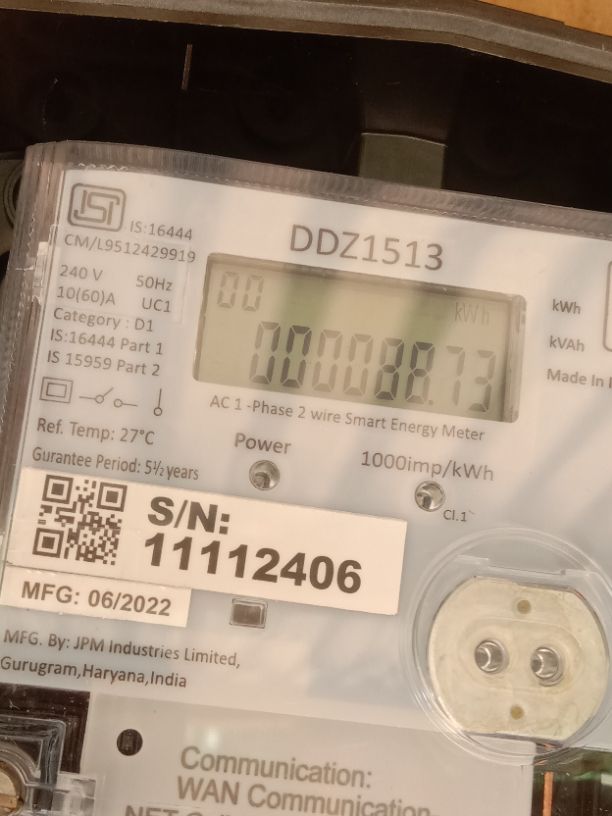 ISI
IS:16444
CM/L9512429919
240 V 50Hz
10(60)A UC1
Category : D1
IS:16444 Part 1
IS 15959 Part 2
Ref. Temp: 27°C
Gurantee Period: 5½ years
DDZ1513
00
kWh
000088.73
kWh
kVAh
Made In
AC 1 -Phase 2 wire Smart Energy Meter
Power
1000imp/kWh
Cl.1
S/N:
11112406
MFG: 06/2022
MFG. By: JPM Industries Limited,
Gurugram,Haryana,India
Communication:
WAN Communication